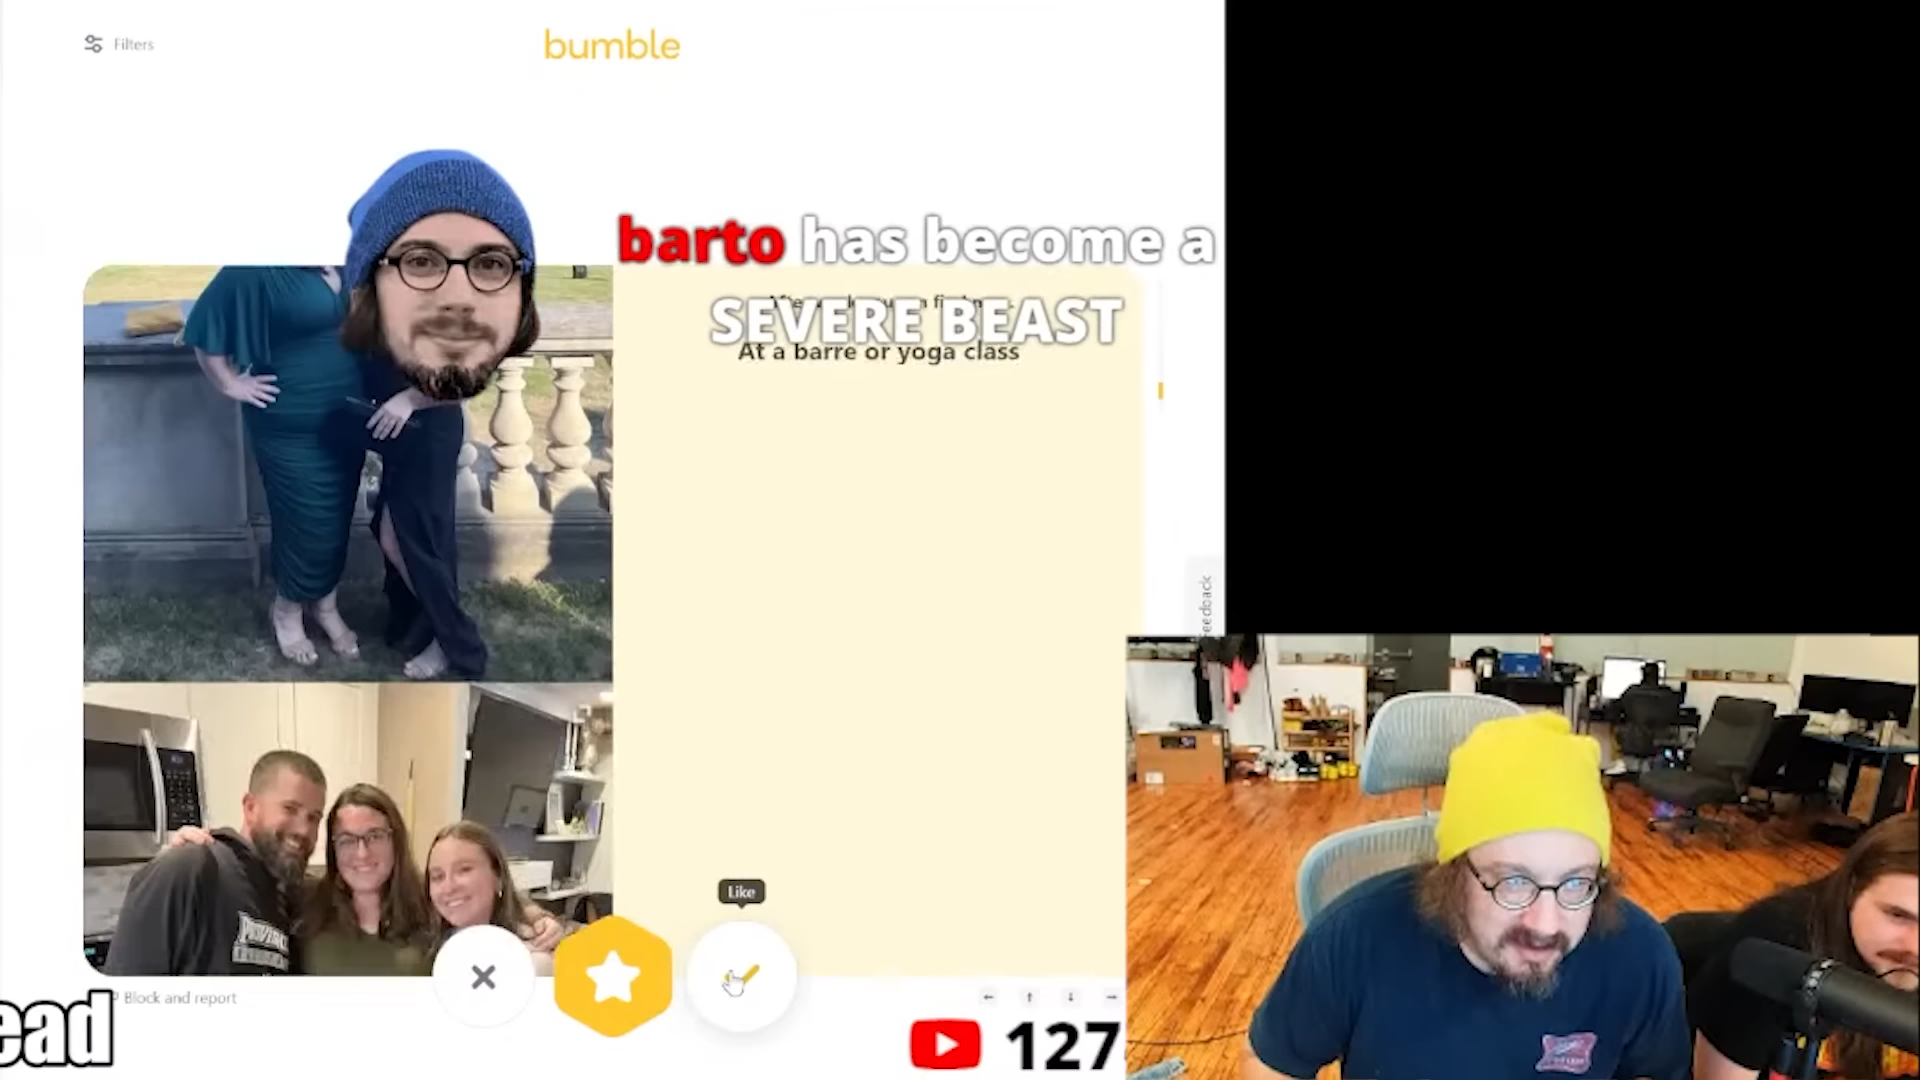 Filters
bumble
barto has become a
SEVERE BEAST
At a barre or yoga class
Like
Block and report
ead
127